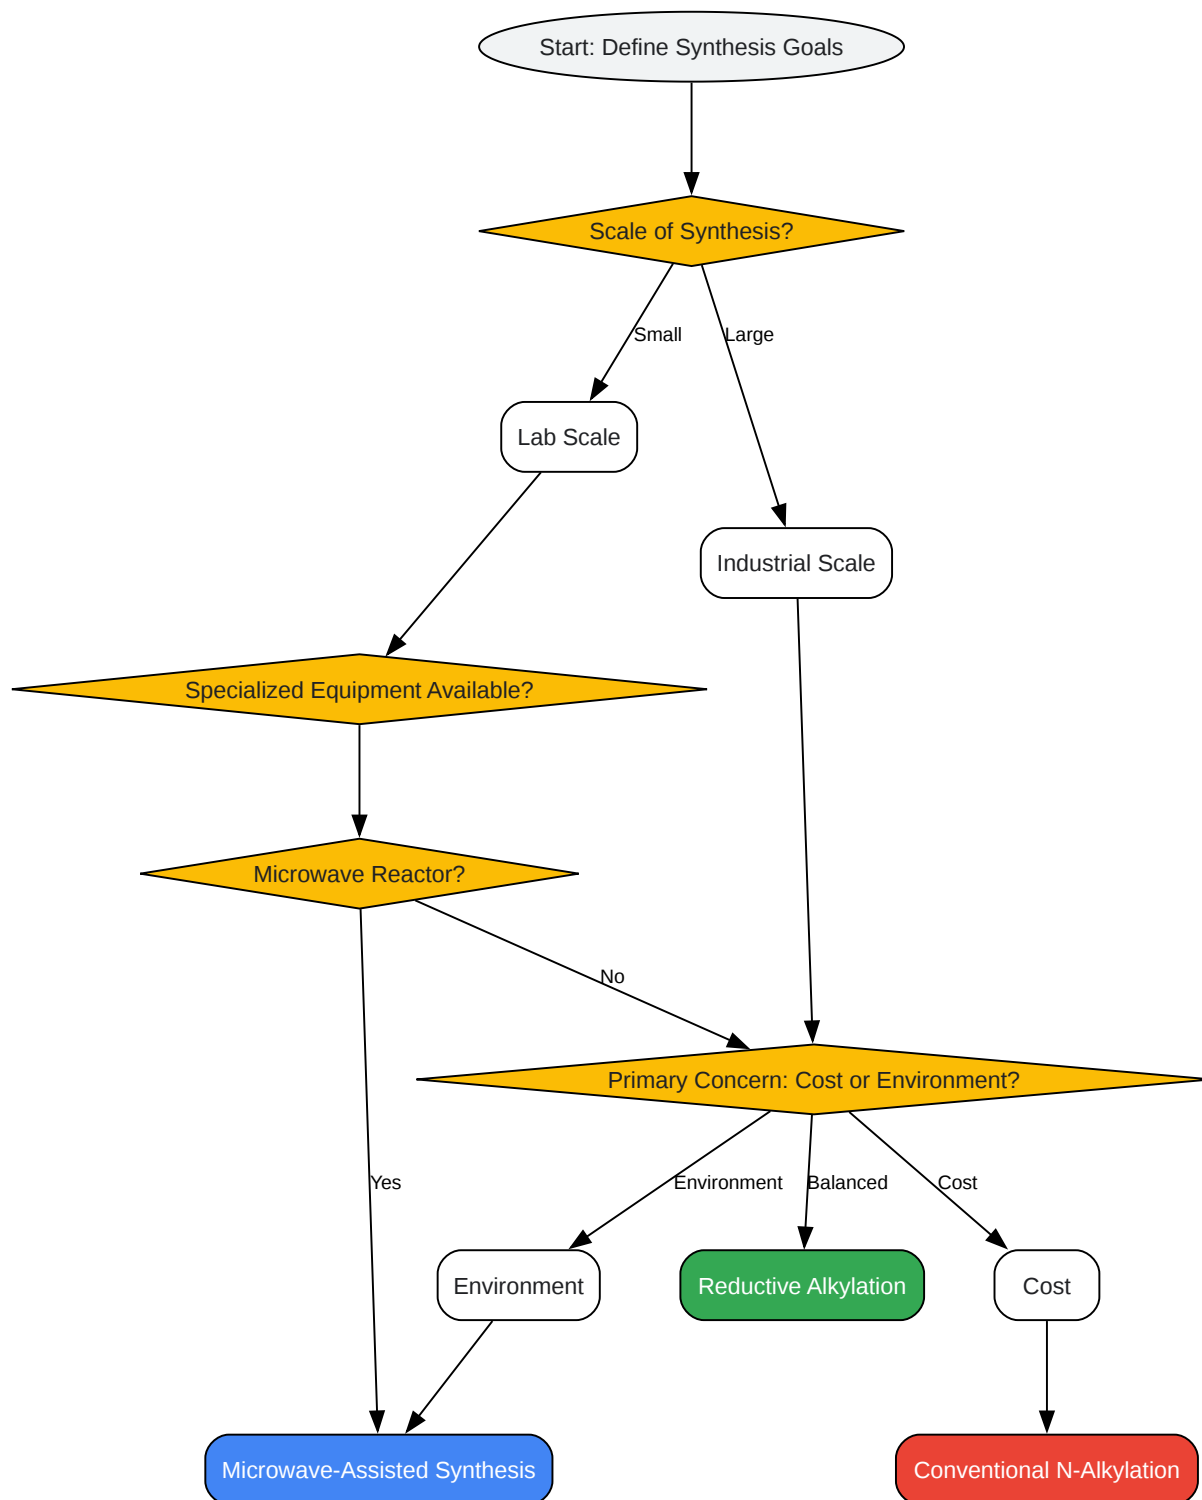 Start: Define Synthesis Goals
Scale of Synthesis?
Small
Large
Lab Scale
Industrial Scale
Specialized Equipment Available?
Microwave Reactor?
No
Primary Concern: Cost or Environment?
Yes
Environment
Balanced
Cost
Environment
Reductive Alkylation
Cost
Microwave-Assisted Synthesis
Conventional N-Alkylation